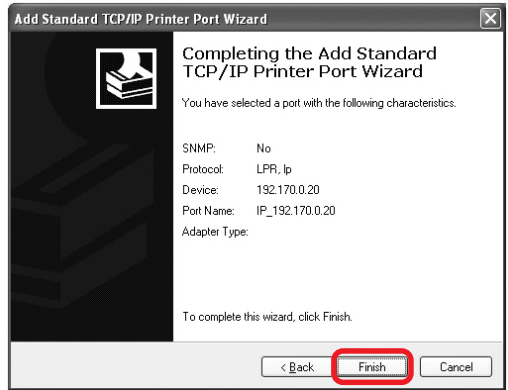 Add Standard TCP/IP Printer Port Wizard
Completing the Add Standard
TCP/IP Printer Port Wizard
You have selected a port with the following characteristics.
SNMP: No
Protocol: LPR, lp
Device: 192.170.0.20
Port Name: IP_192.170.0.20
Adapter Type:
To complete this wizard, click Finish.
< Back Finish Cancel